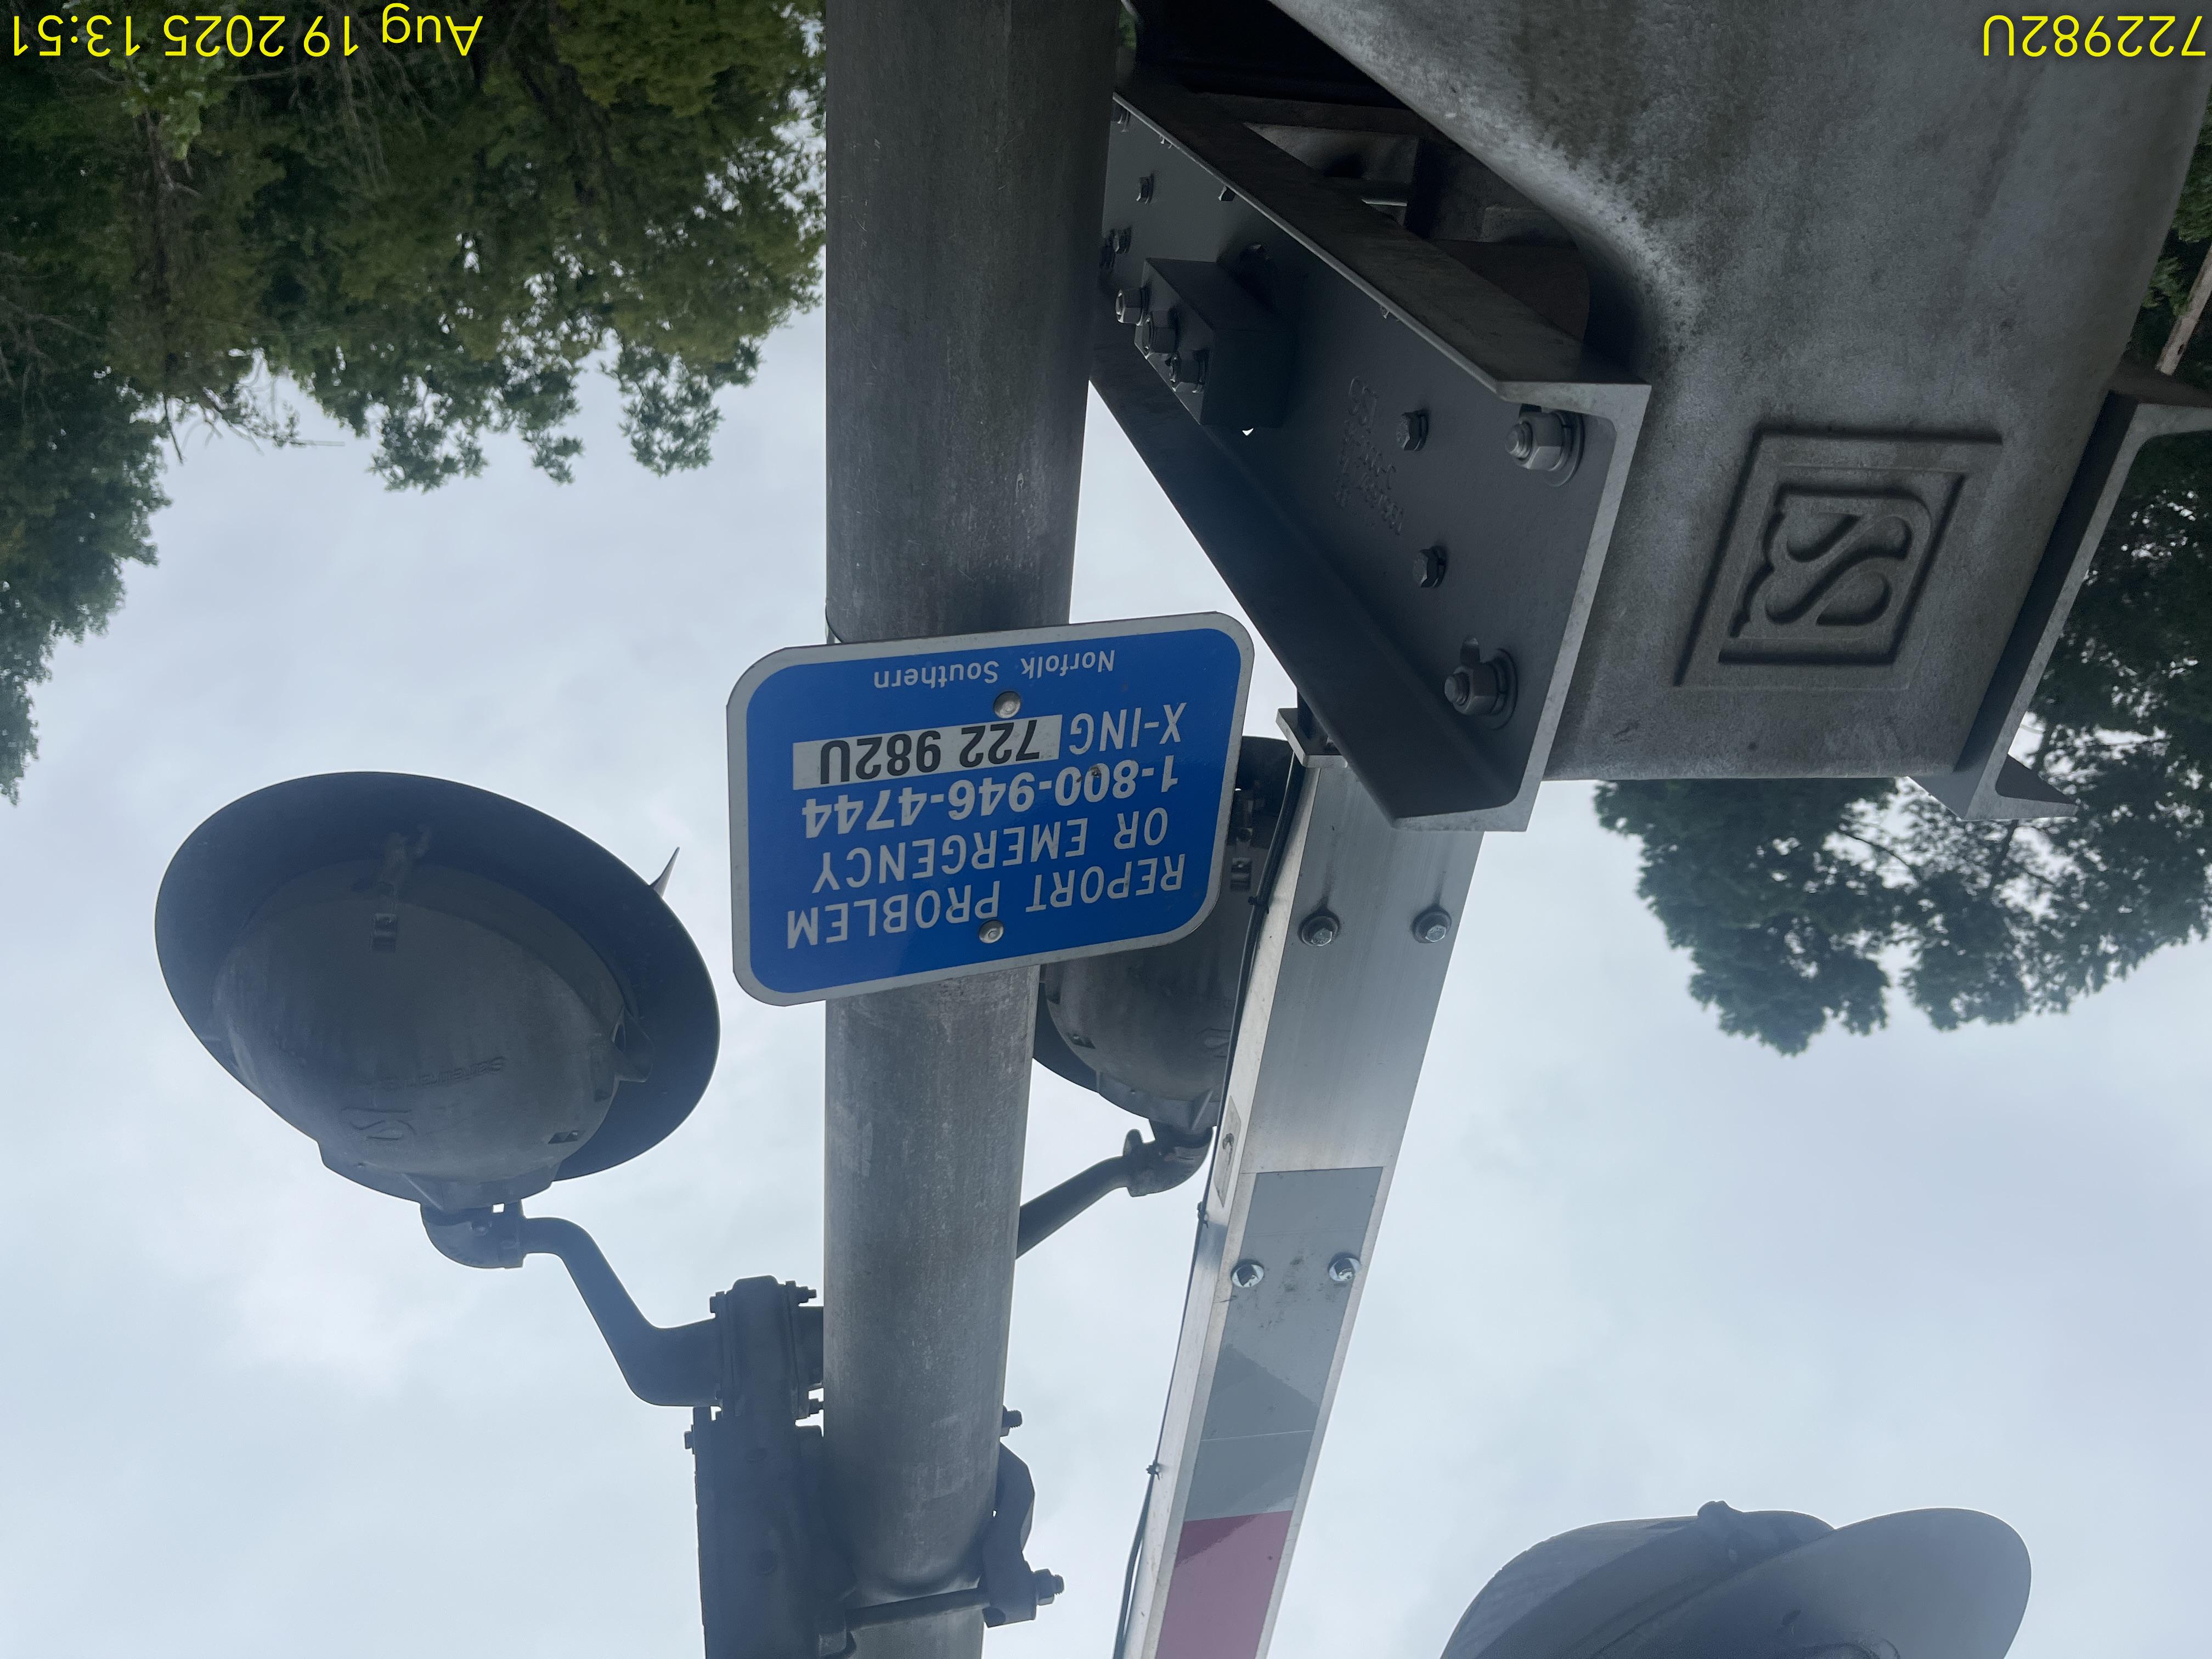 REPORT PROBLEM
OR EMERGENCY
1-800-946-4744
X-ING 722 982U
Norfolk Southern
722982U
Aug 19 2025 13:51